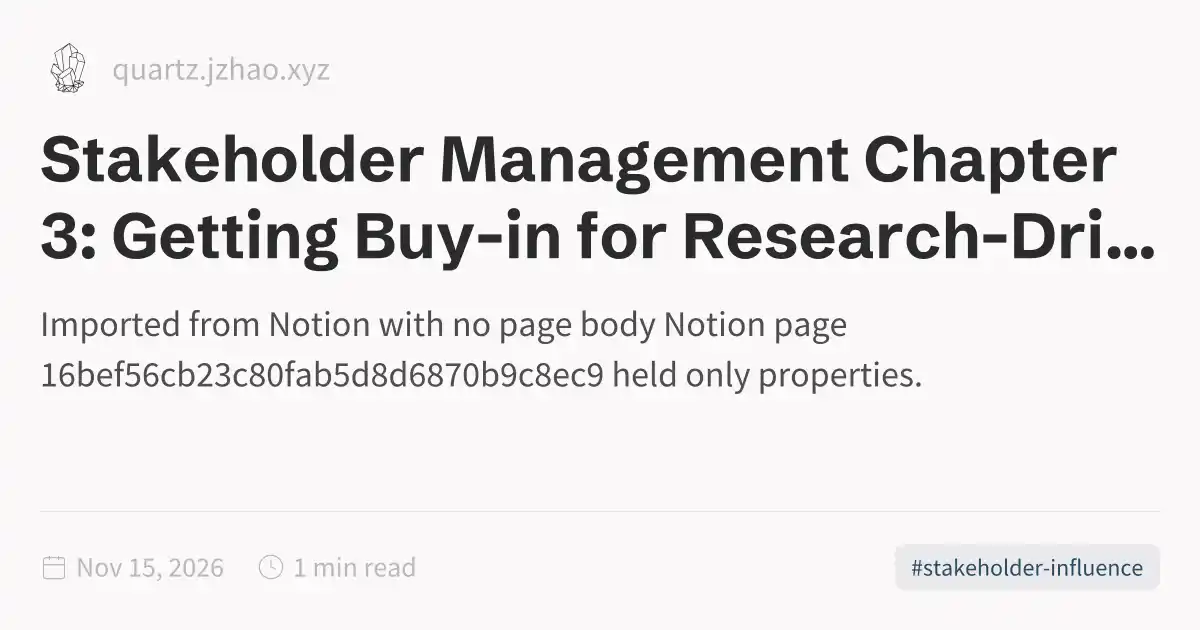 quartz.jzhao.xyz
Stakeholder Management Chapter
3: Getting Buy-in for Research-Dri...
Imported from Notion with no page body Notion page
16bef56cb23c80fab5d8d6870b9c8ec9 held only properties.
Nov 15, 2026 1 min read
#stakeholder-influence